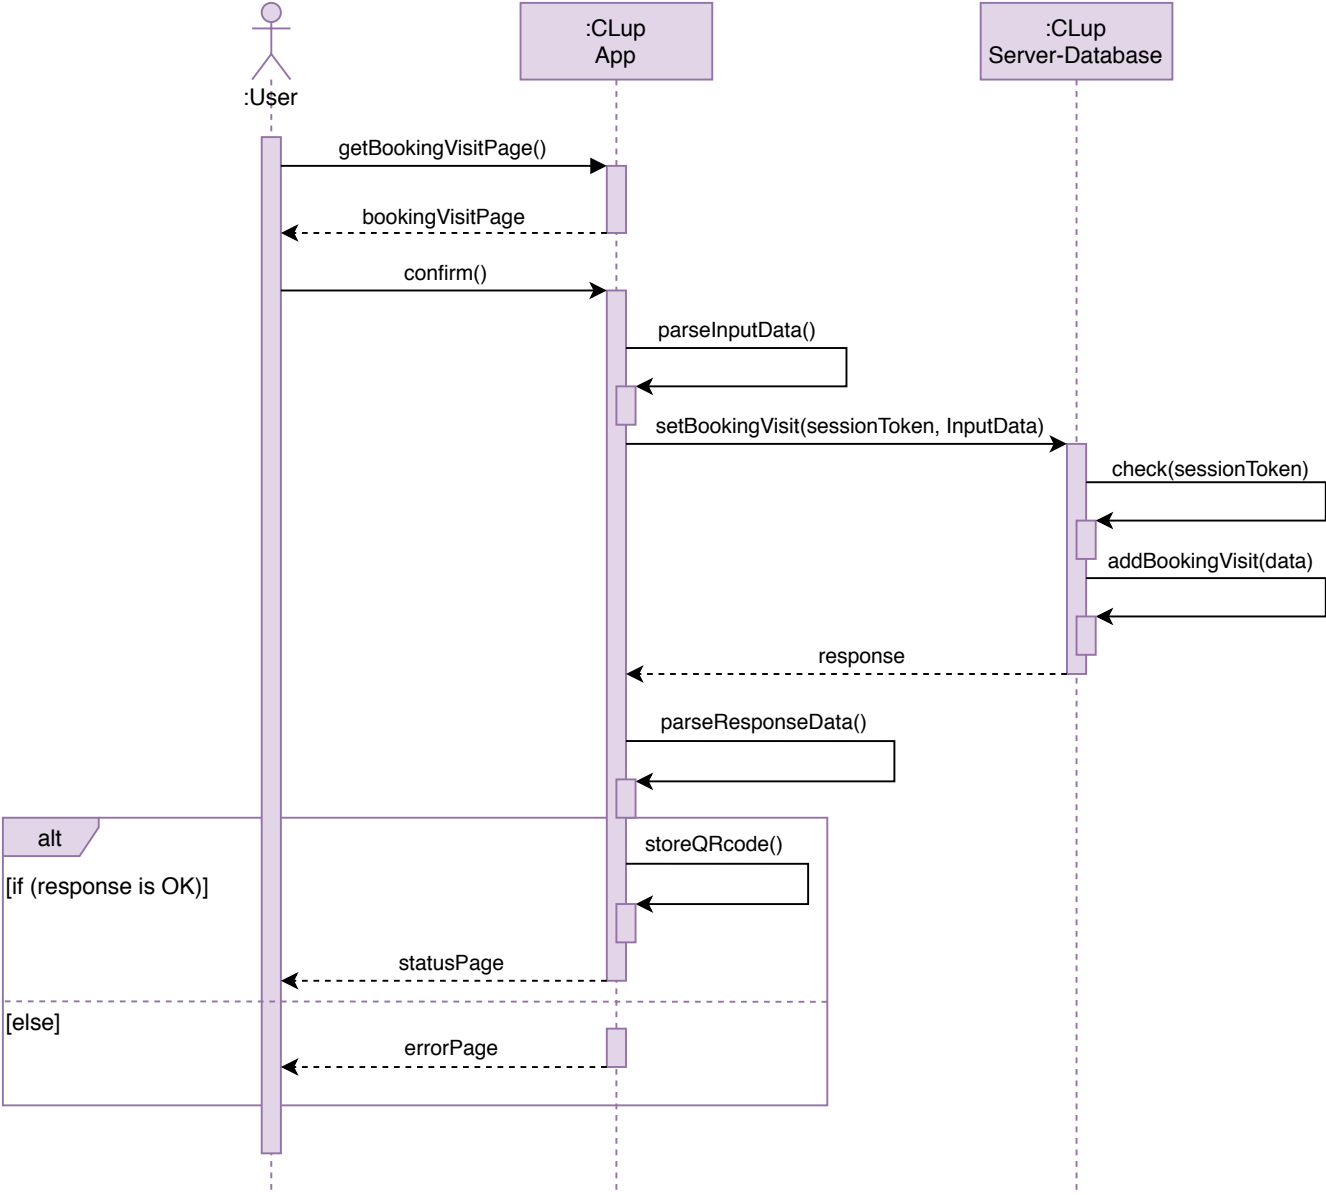 :User
:CLup
App
:CLup
Server-Database
getBookingVisitPage()
bookingVisitPage
confirm()
parseInputData()
setBookingVisit(sessionToken, InputData)
check(sessionToken)
addBookingVisit(data)
response
parseResponseData()
alt
storeQRcode()
[if (response is OK)]
statusPage
[else]
errorPage